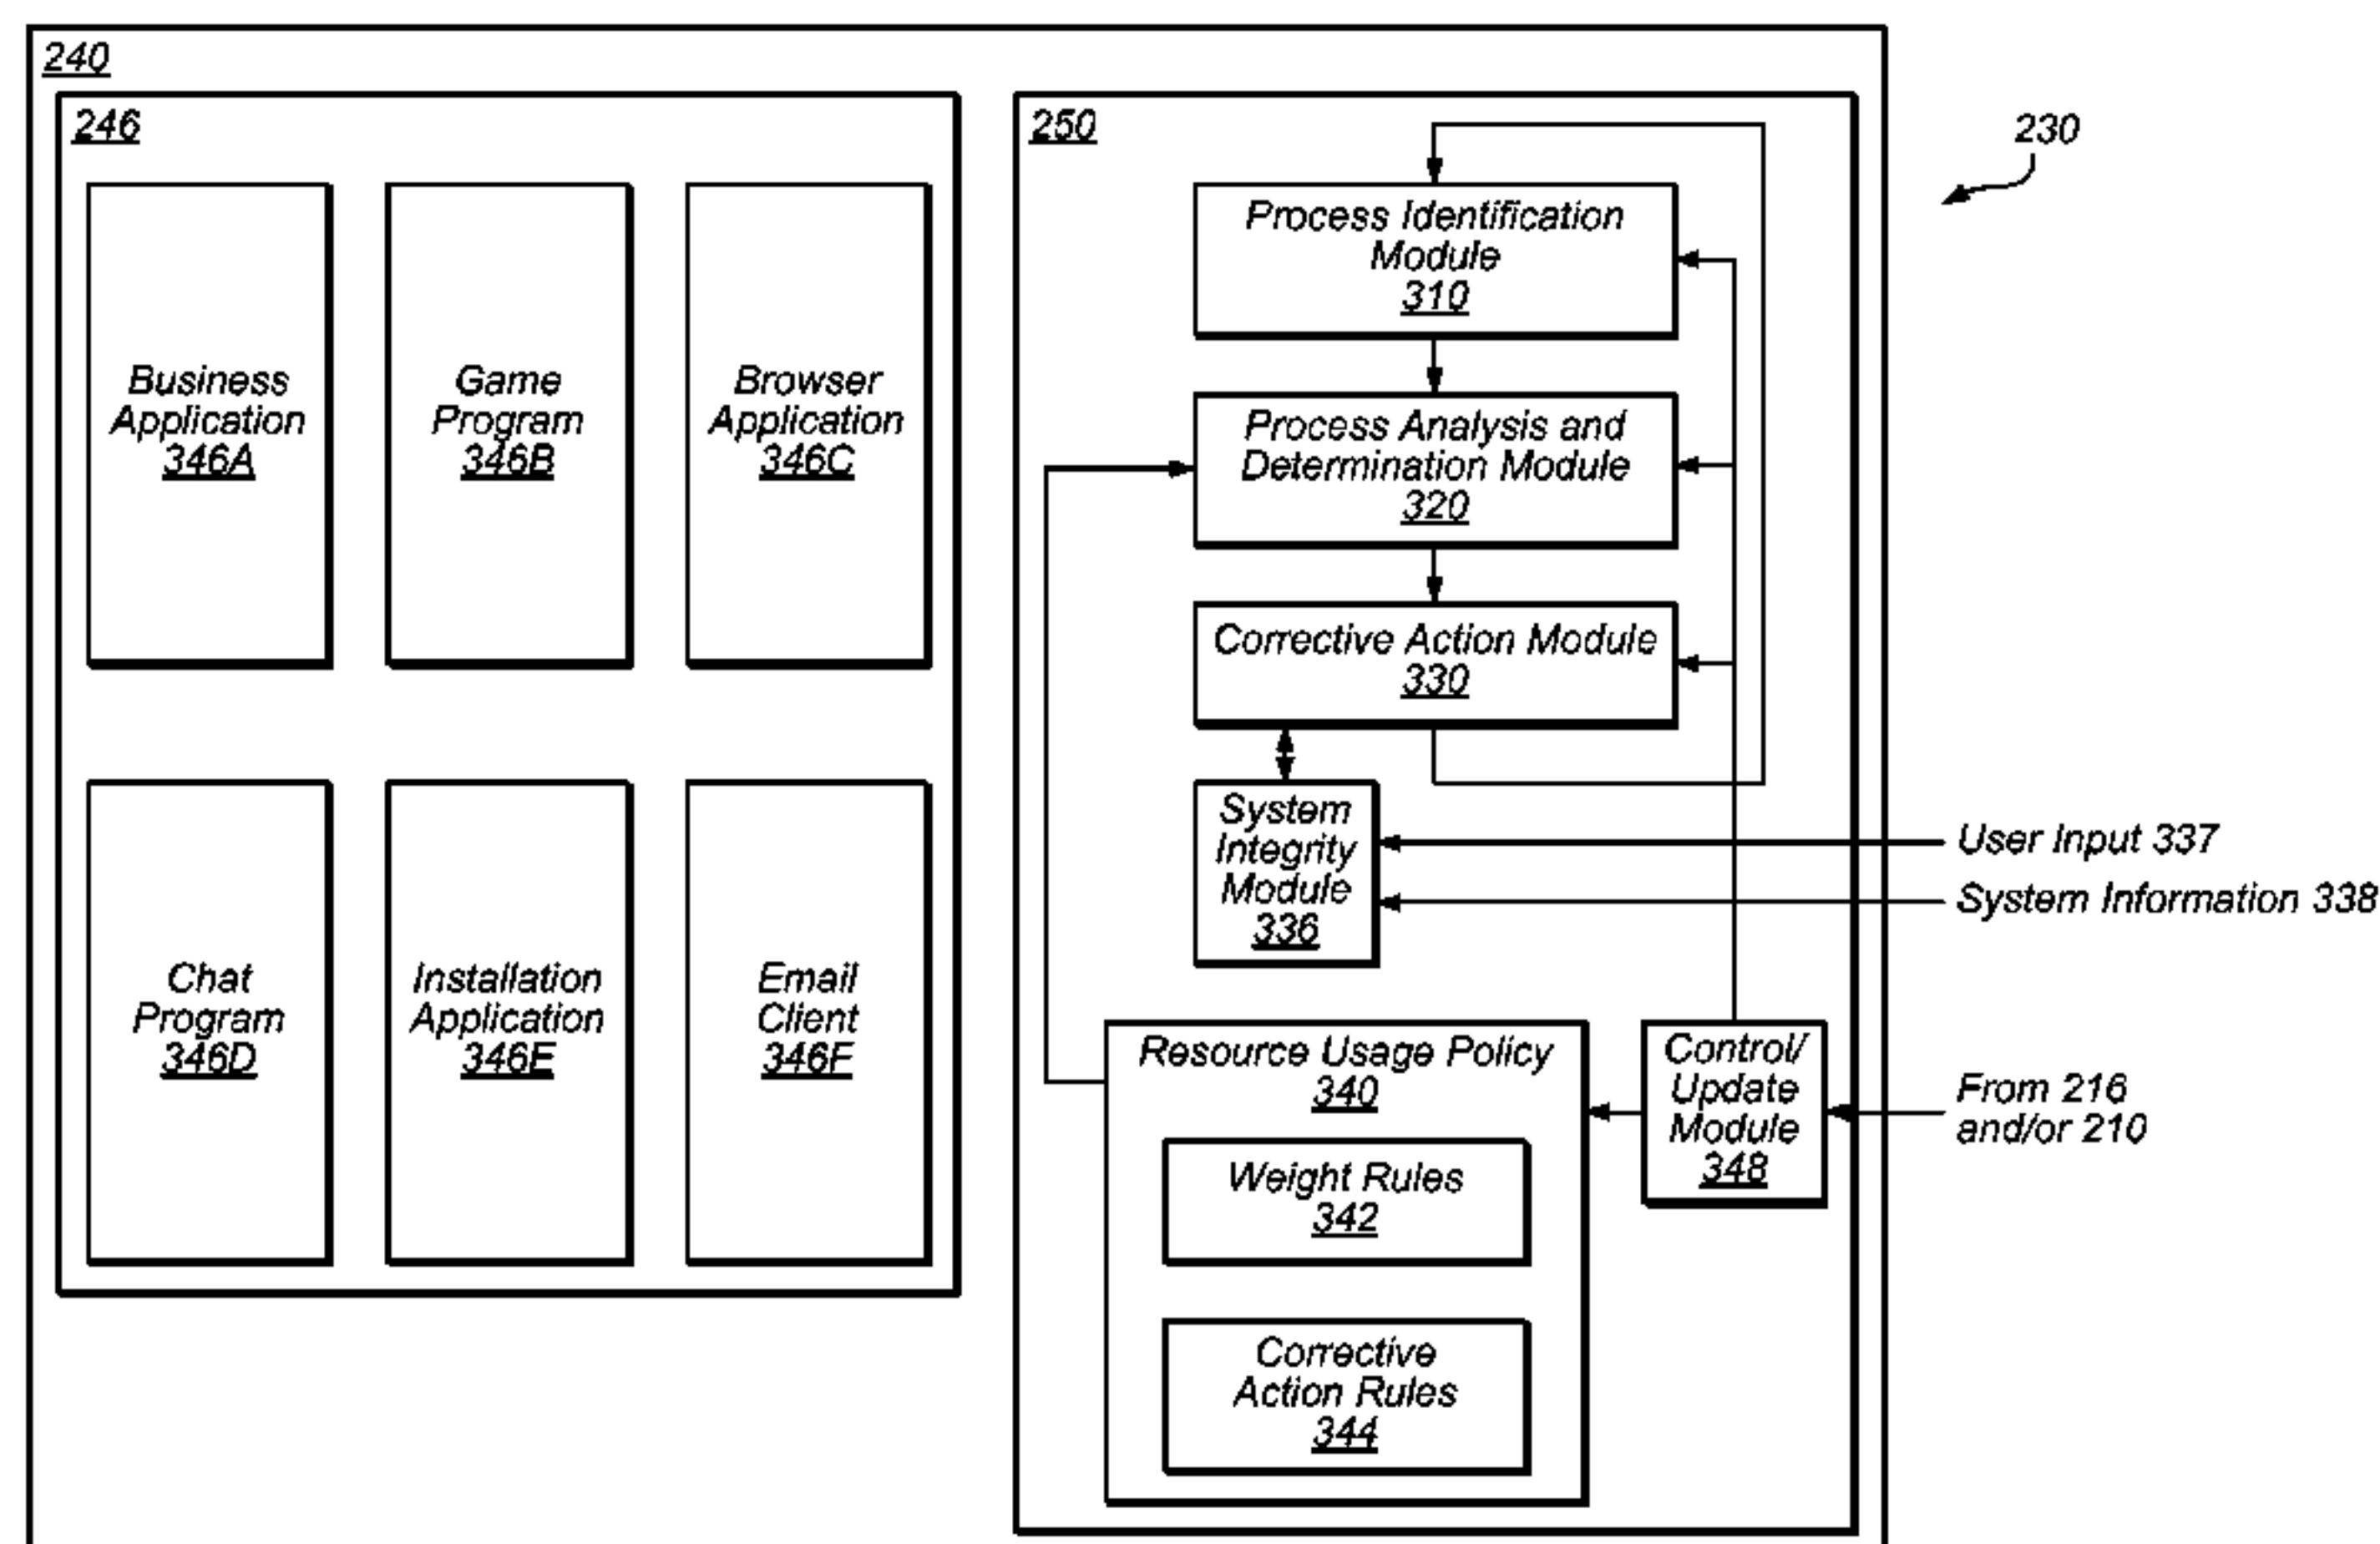 240
246
Business
Application
346A
Game
Program
346B
Browser
Application
346C
Chat
Program
346D
Installation
Application
346E
Email
Client
346F
250
Process Identification
Module
310
Process Analysis and
Determination Module
320
Corrective Action Module
330
System
Integrity
Module
336
Resource Usage Policy
340
Weight Rules
342
Corrective
Action Rules
344
Control/
Update
Module
348
230
User Input 337
System Information 338
From 216
and/or 210